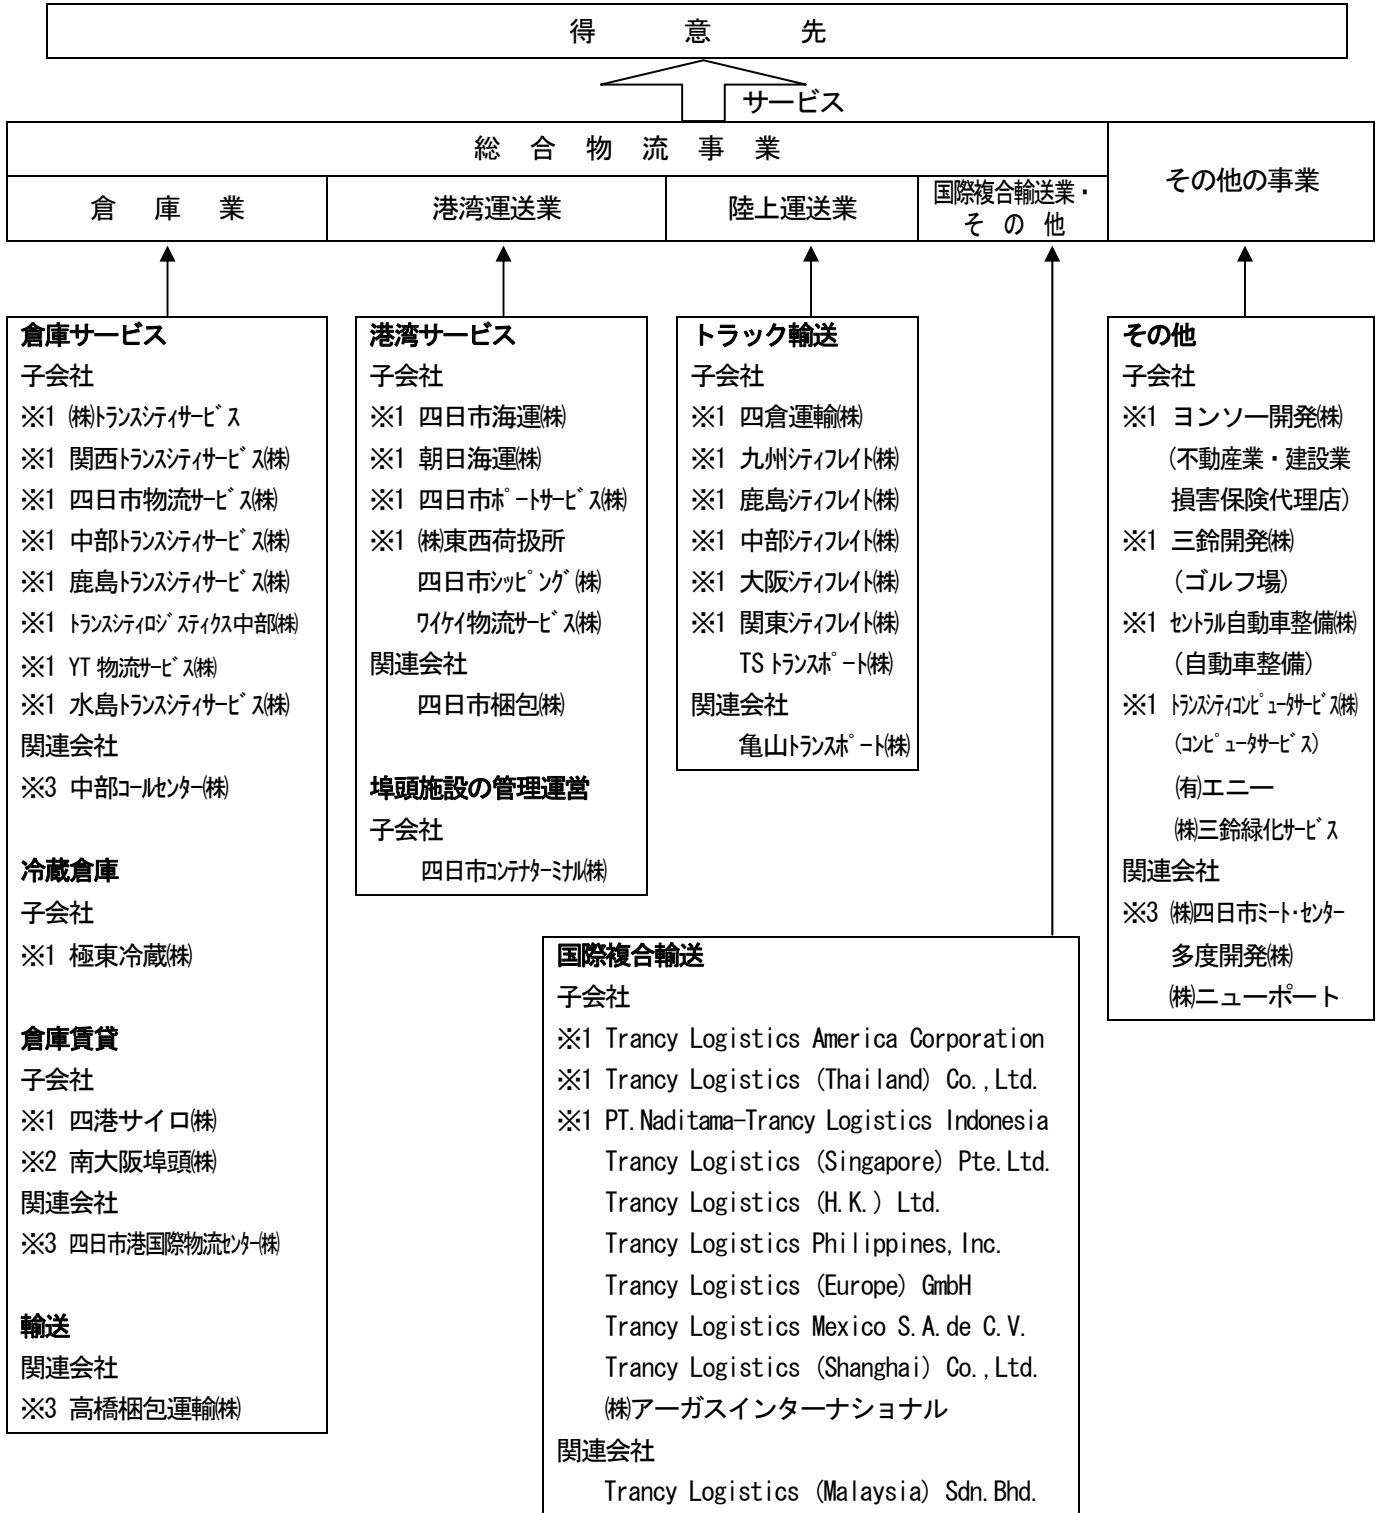 得意先
サービス
総合物流事業
その他の事業
倉庫業
港湾運送業
陸上運送業
国際複合輸送業・
その他
倉庫サービス
子会社
※1 ㈱トランスシティサービス
※1 関西トランスシティサービス㈱
※1 四日市物流サービス㈱
※1 中部トランスシティサービス㈱
※1 鹿島トランスシティサービス㈱
※1 トランスシティロジスティクス中部㈱
※1 YT 物流サービス㈱
※1 水島トランスシティサービス㈱
関連会社
※3 中部コールセンター㈱
冷蔵倉庫
子会社
※1 極東冷蔵㈱
倉庫賃貸
子会社
※1 四港サイロ㈱
※2 南大阪埠頭㈱
関連会社
※3 四日市港国際物流センター㈱
輸送
関連会社
※3 高橋梱包運輸㈱
港湾サービス
子会社
※1 四日市海運㈱
※1 朝日海運㈱
※1 四日市ポートサービス㈱
※1 ㈱東西荷扱所
四日市シッピング㈱
ワイケイ物流サービス㈱
関連会社
四日市梱包㈱
埠頭施設の管理運営
子会社
四日市コンテナターミナル㈱
トラック輸送
子会社
※1 四倉運輸㈱
※1 九州シティフレイト㈱
※1 鹿島シティフレイト㈱
※1 中部シティフレイト㈱
※1 大阪シティフレイト㈱
※1 関東シティフレイト㈱
TS トランスポート㈱
関連会社
亀山トランスポート㈱
国際複合輸送
子会社
※1 Trancy Logistics America Corporation
※1 Trancy Logistics (Thailand) Co.,Ltd.
※1 PT.Naditama-Trancy Logistics Indonesia
Trancy Logistics (Singapore) Pte.Ltd.
Trancy Logistics (H.K.) Ltd.
Trancy Logistics Philippines,Inc.
Trancy Logistics (Europe) GmbH
Trancy Logistics Mexico S.A.de C.V.
Trancy Logistics (Shanghai) Co.,Ltd.
㈱アーガスインターナショナル
関連会社
Trancy Logistics (Malaysia) Sdn.Bhd.
その他
子会社
※1 ヨンソー開発㈱
(不動産業・建設業
損害保険代理店)
※1 三鈴開発㈱
(ゴルフ場)
※1 セントラル自動車整備㈱
(自動車整備)
※1 トランスシティコンピュータサービス㈱
(コンピュータサービス)
㈲エニー
㈱三鈴緑化サービス
関連会社
※3 ㈱四日市ミート・センター
多度開発㈱
㈱ニューポート